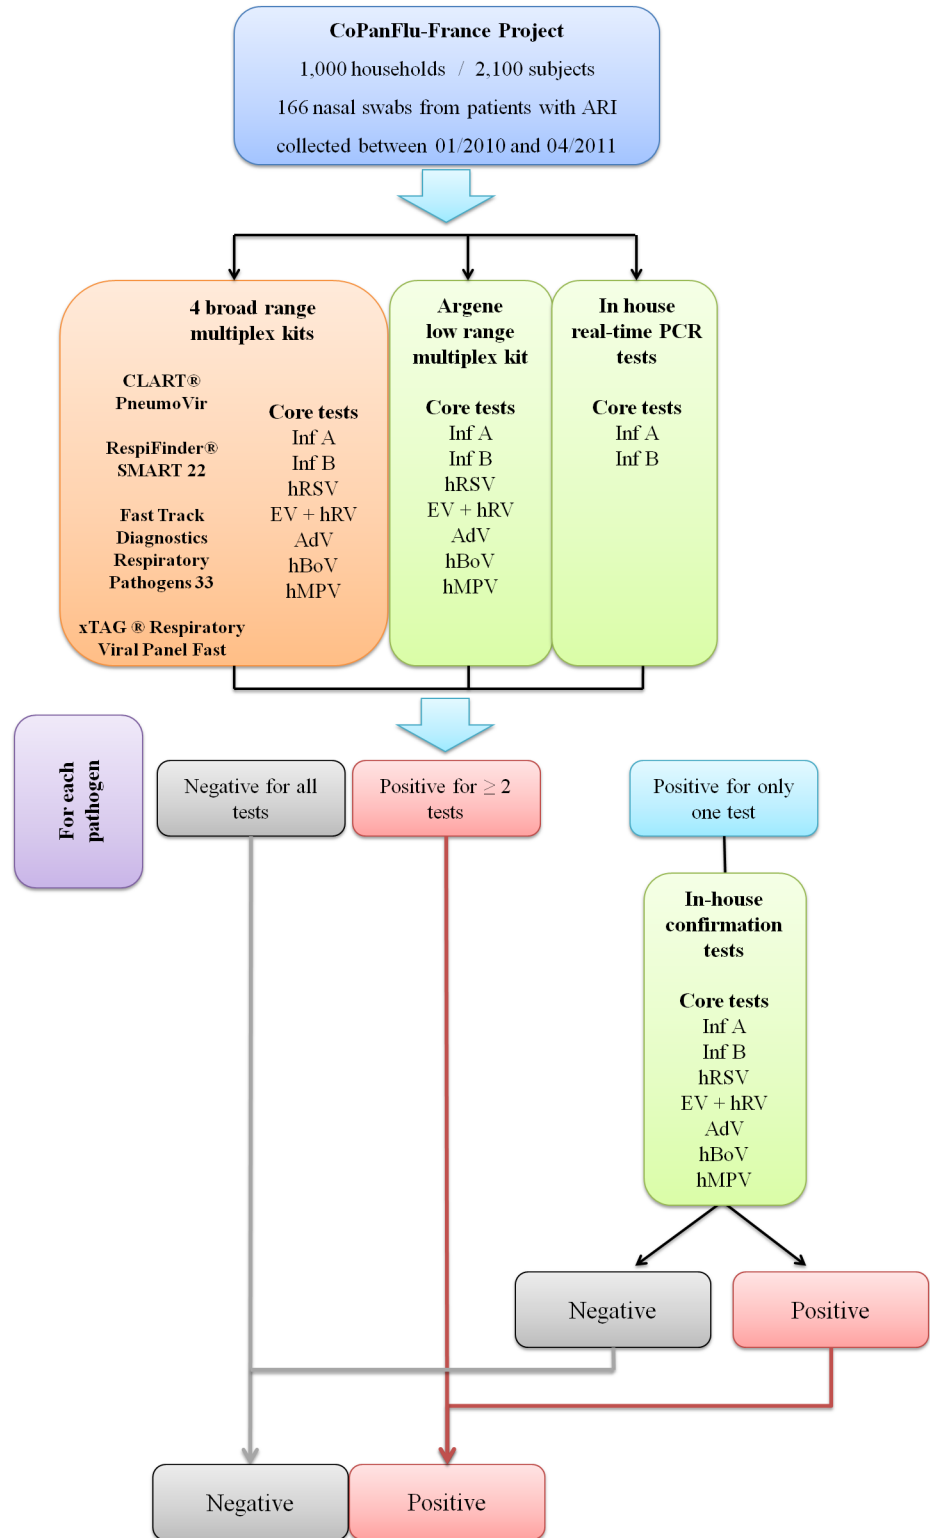 CoPanFlu-France Project
1,000 households / 2,100 subjects
166 nasal swabs from patients with ARI
collected between 01/2010 and 04/2011
4 broad range
multiplex kits
CLART®
PneumoVir
RespiFinder®
SMART 22
Fast Track
Diagnostics
Respiratory
Pathogens 33
xTAG ® Respiratory
Viral Panel Fast
Core tests
Inf A
Inf B
hRSV
EV + hRV
AdV
hBoV
hMPV
Argene
low range
multiplex kit
Core tests
Inf A
Inf B
hRSV
EV + hRV
AdV
hBoV
hMPV
In house
real-time PCR
tests
Core tests
Inf A
Inf B
For each
pathogen
Negative for all
tests
Positive for ≥ 2
tests
Positive for only
one test
In-house
confirmation
tests
Core tests
Inf A
Inf B
hRSV
EV + hRV
AdV
hBoV
hMPV
Negative
Positive
Negative
Positive